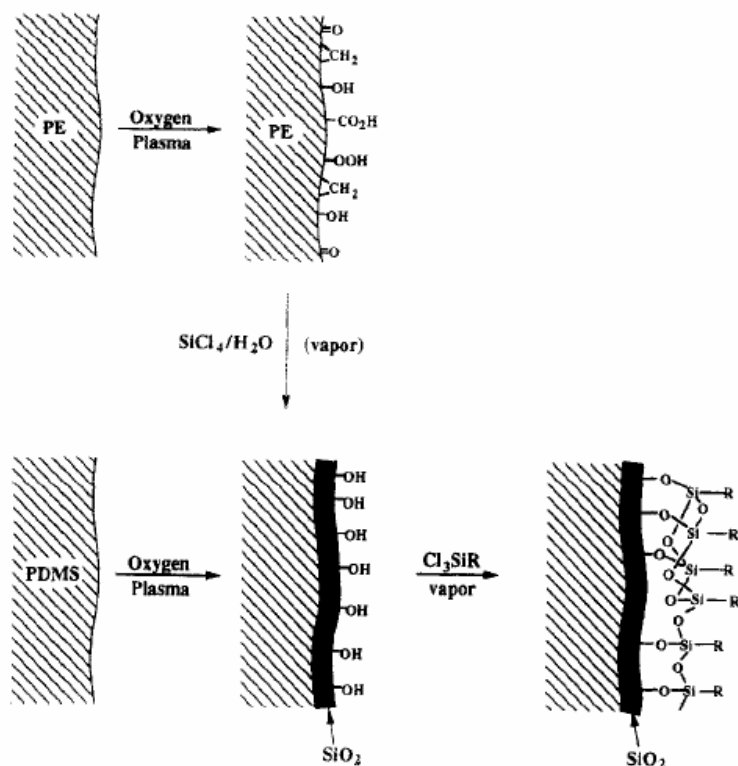 PE
Oxygen
Plasma
PE
=O
CH₂
OH
CO₂H
OOH
CH₂
OH
=O
SiCl₄/H₂O (vapor)
PDMS
Oxygen
Plasma
OH
OH
OH
OH
OH
OH
OH
SiO₂
Cl₃SiR
vapor
O Si R
O
O Si R
O
O Si R
O
O Si R
O
O Si R
O
O Si R
SiO₂